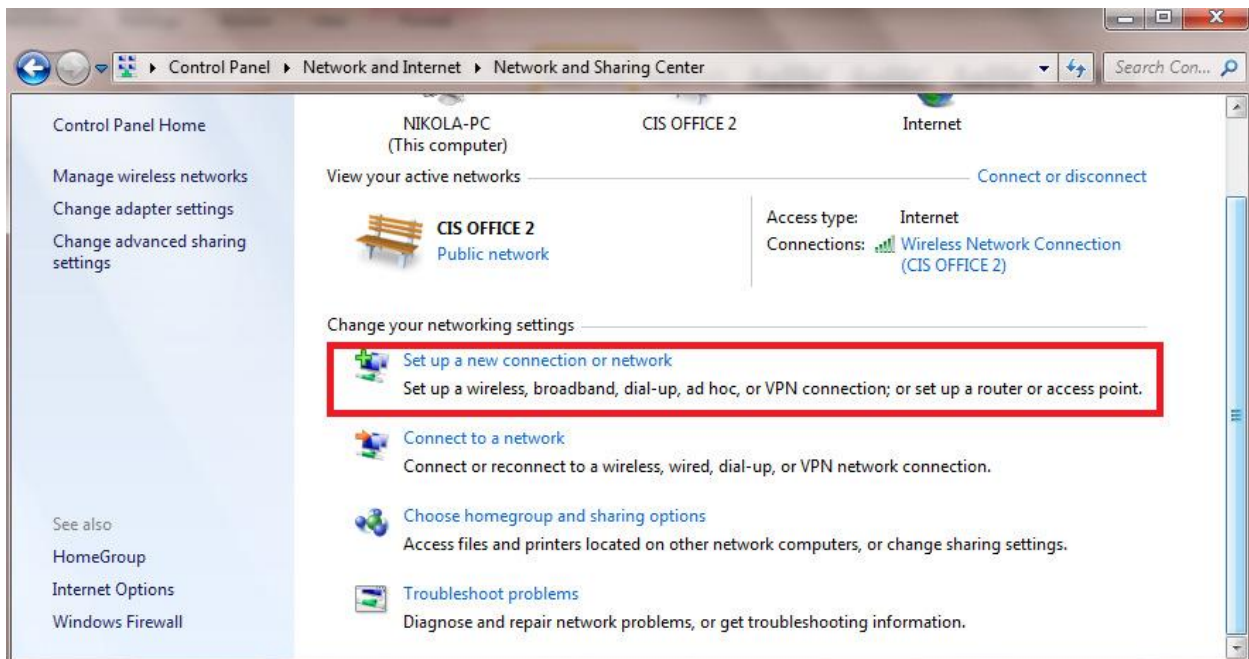 Control Panel ▸ Network and Internet ▸ Network and Sharing Center
Search Con...
Control Panel Home
Manage wireless networks
Change adapter settings
Change advanced sharing
settings
See also
HomeGroup
Internet Options
Windows Firewall
NIKOLA-PC
(This computer)
CIS OFFICE 2
Internet
View your active networks
Connect or disconnect
CIS OFFICE 2
Public network
Access type: Internet
Connections: Wireless Network Connection
(CIS OFFICE 2)
Change your networking settings
Set up a new connection or network
Set up a wireless, broadband, dial-up, ad hoc, or VPN connection; or set up a router or access point.
Connect to a network
Connect or reconnect to a wireless, wired, dial-up, or VPN network connection.
Choose homegroup and sharing options
Access files and printers located on other network computers, or change sharing settings.
Troubleshoot problems
Diagnose and repair network problems, or get troubleshooting information.